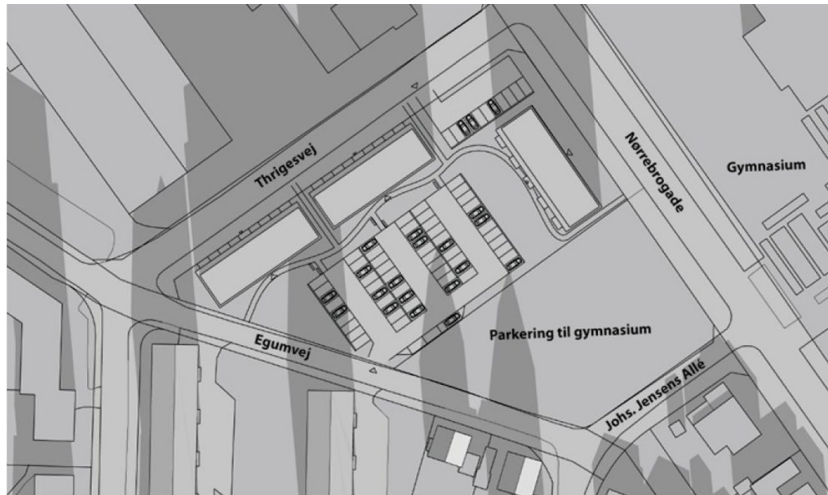 Thrigesvej
Nørrebrogade
Gymnasium
Egumvej
Parkering til gymnasium
Johs. Jensens Allé